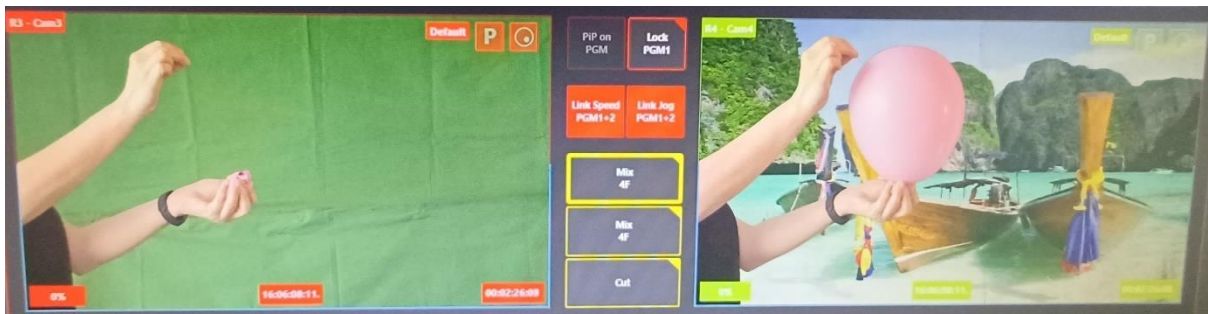 R3 - Cam3
Default
P
0%
16:06:08:11.
00:02:26:09
PiP on
PGM
Lock
PGM1
Link Speed
PGM1+2
Link Jog
PGM1+2
Mix
4F
Mix
4F
Cut
R4 - Cam4
Default
P
0%